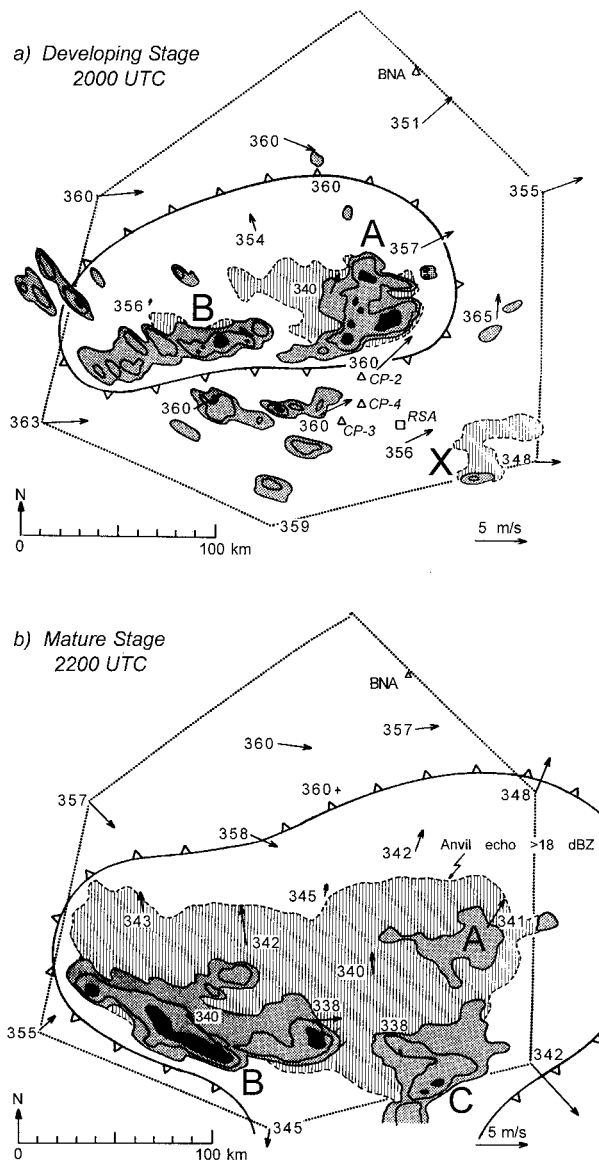 a) Developing Stage
2000 UTC
BNA
351
360
360
360
355
354
A
357
340
356
B
365
360
CP-2
360
CP-4
360
CP-3
RSA
363
356
X
348
359
N
0 100 km
5 m/s
b) Mature Stage
2200 UTC
BNA
357
360
360+
348
357
358
342
Anvil echo >18 dBZ
345
343
342
341
A
340
340
338
338
355
B
C
342
345
N
0 100 km
5 m/s